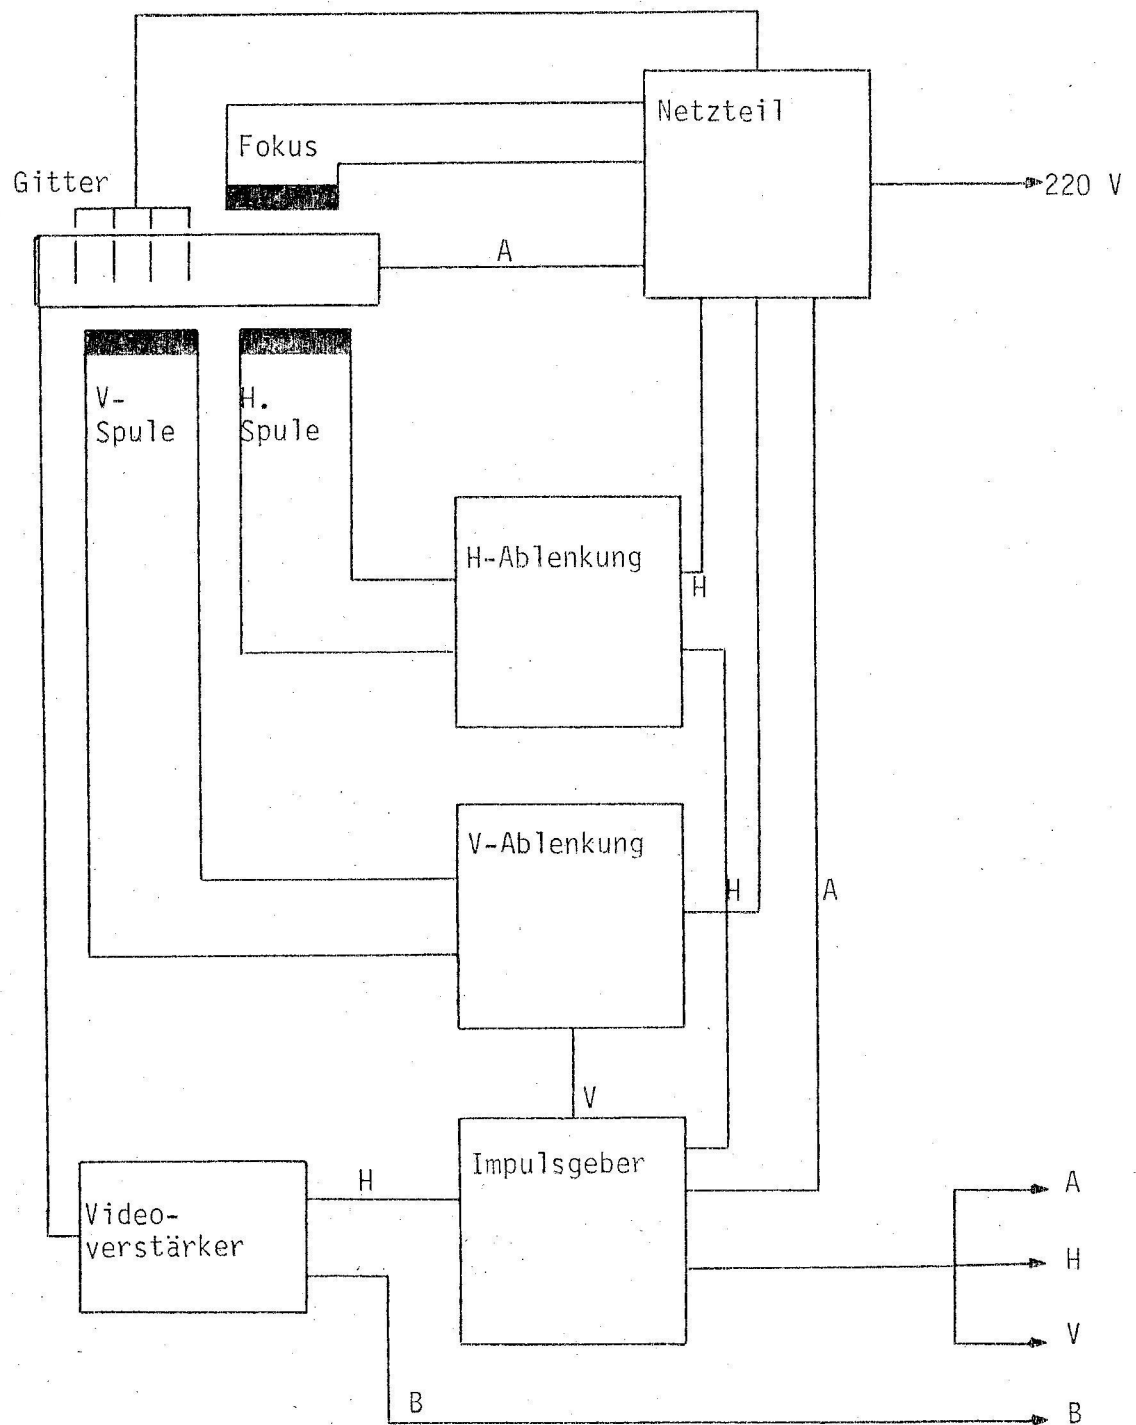 Netzteil
Fokus
Gitter
220 V
A
V-
Spule
H.
Spule
H-Ablenkung
H
V-Ablenkung
H
A
V
Impulsgeber
H
Video-
verstärker
A
H
V
B
B